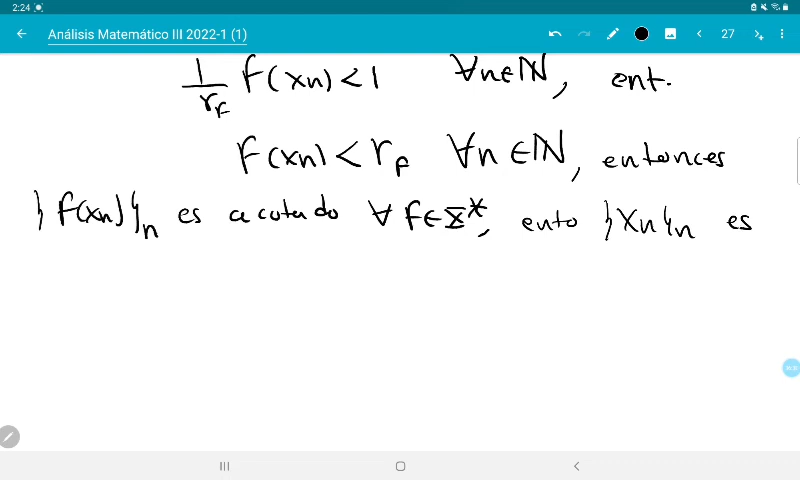 2:24
Análisis Matemático III 2022-1 (1)
27
1/r_f f(xn) < 1 ∀n∈ℕ, ent.
f(xn) < r_f ∀n∈ℕ, entonces
{f(xn)}n es acotado ∀ f∈X*, ento {xn}n es